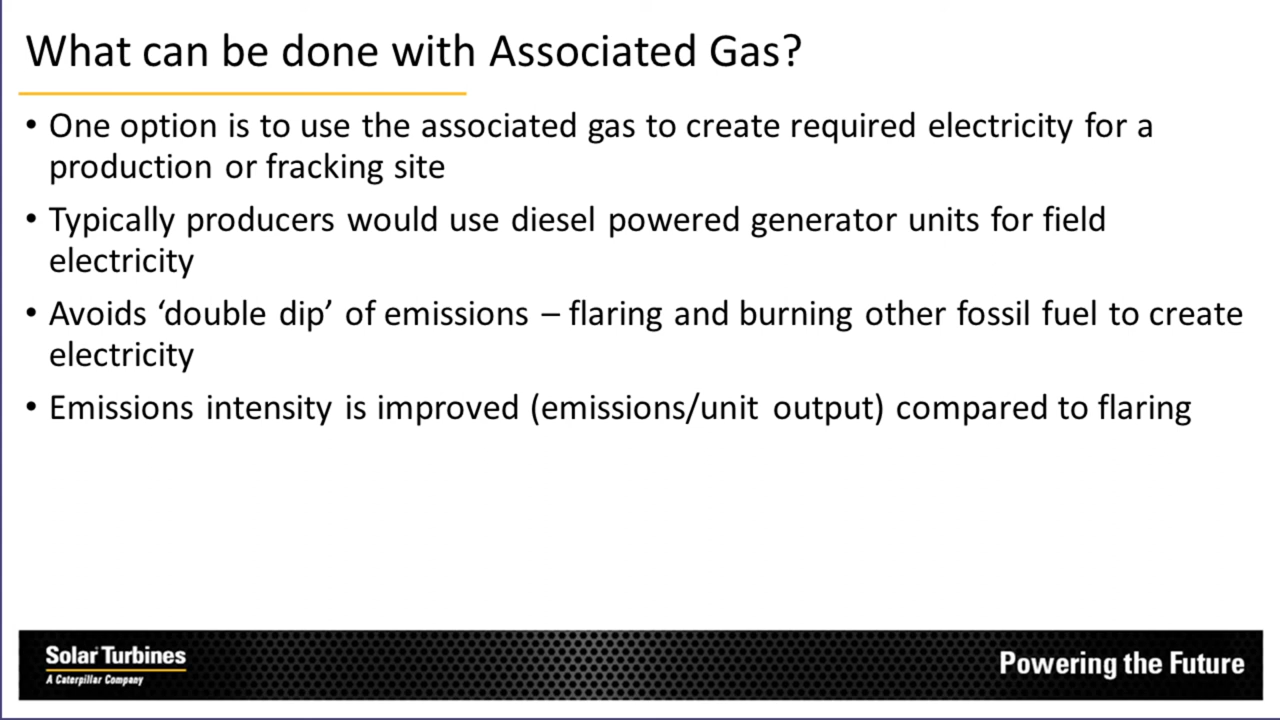 What can be done with Associated Gas?
• One option is to use the associated gas to create required electricity for a
production or fracking site
• Typically producers would use diesel powered generator units for field
electricity
• Avoids ‘double dip’ of emissions – flaring and burning other fossil fuel to create
electricity
• Emissions intensity is improved (emissions/unit output) compared to flaring
Solar Turbines
A Caterpillar Company
Powering the Future